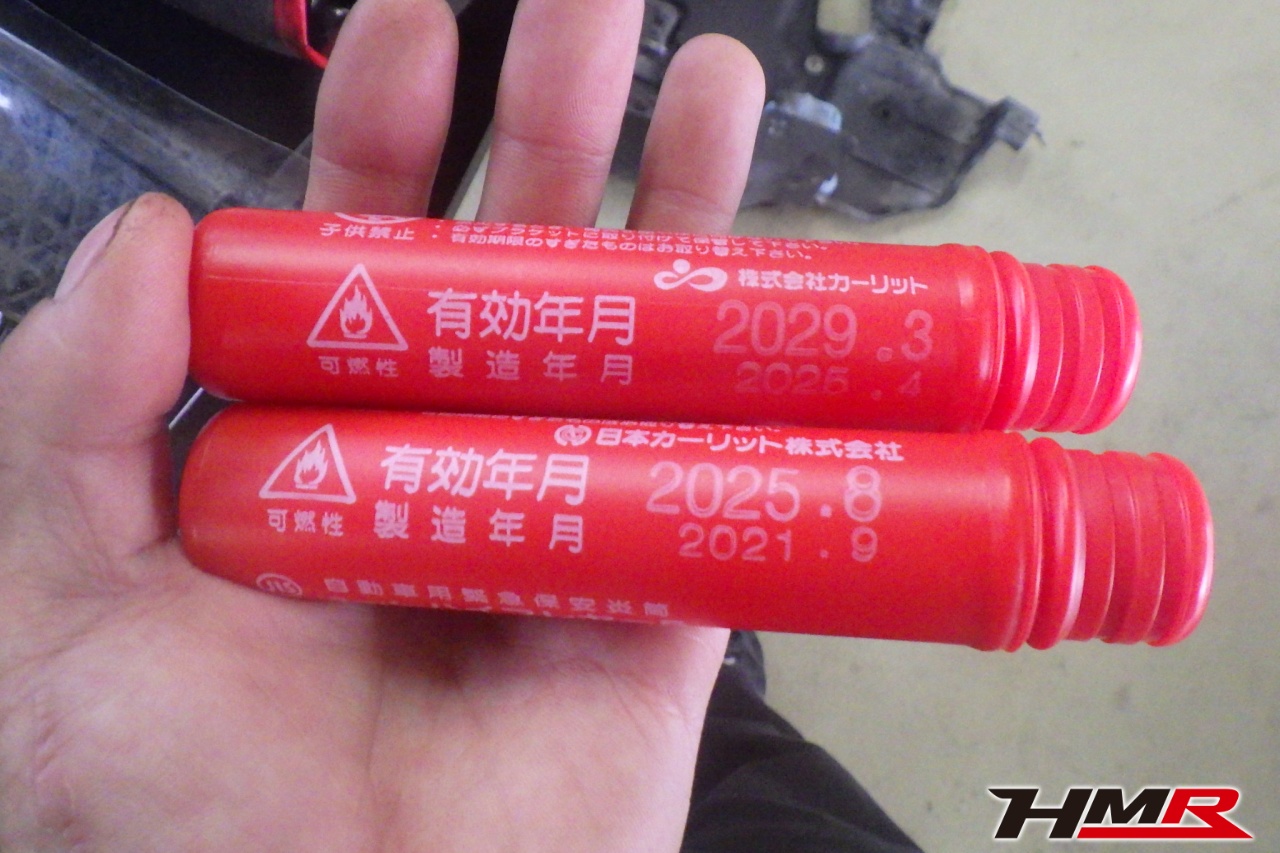 子供禁止
有効期限のすぎたものはお取り替え下さい。
株式会社カーリット
有効年月 2029.3
可燃性
製造年月 2025.4
日本カーリット株式会社
有効年月 2025.8
可燃性
製造年月 2021.9
JIS
自動車用緊急保安炎筒
HMR